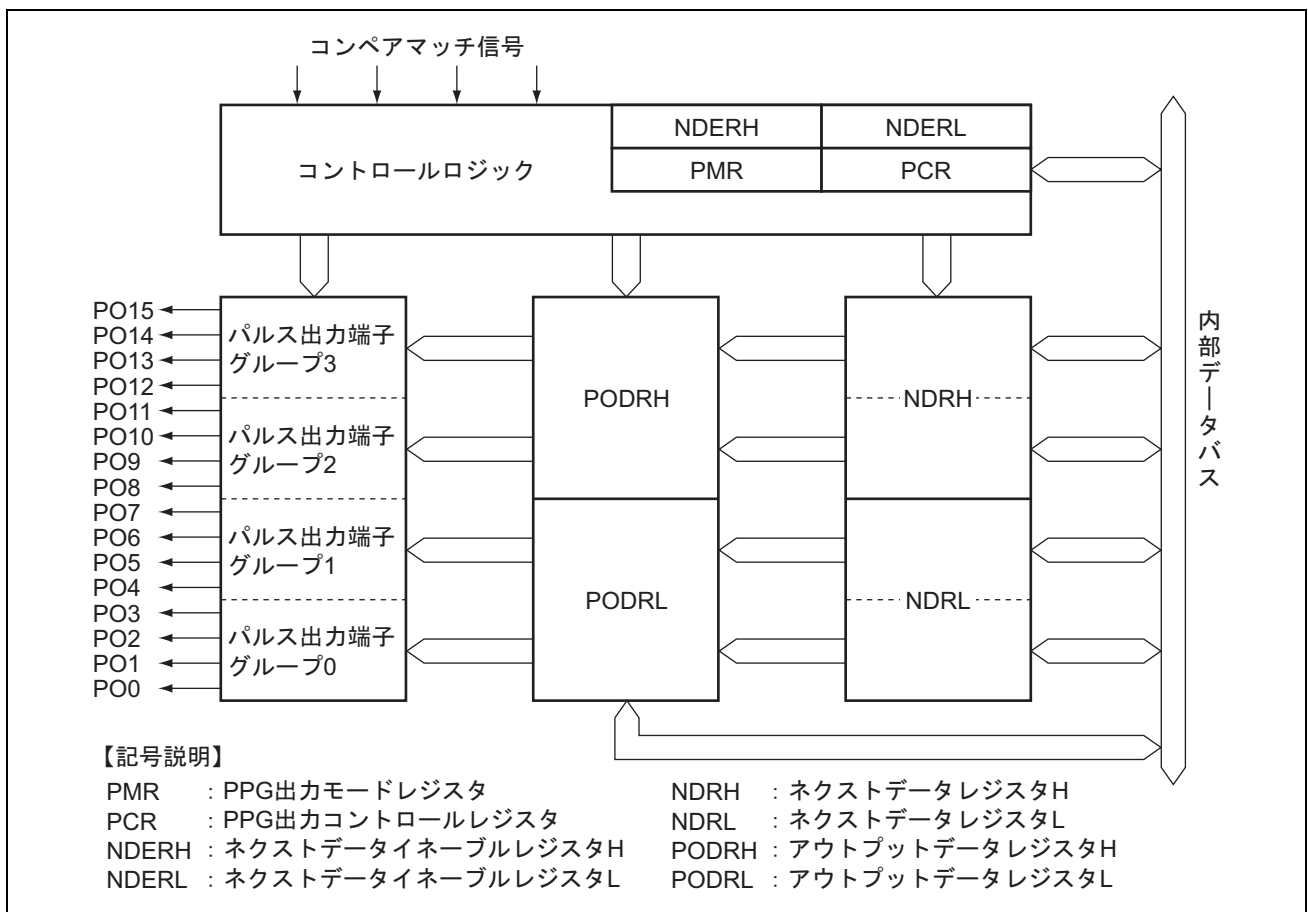 コンペアマッチ信号
コントロールロジック
NDERH
NDERL
PMR
PCR
PO15
PO14
PO13
PO12
PO11
PO10
PO9
PO8
PO7
PO6
PO5
PO4
PO3
PO2
PO1
PO0
パルス出力端子
グループ3
パルス出力端子
グループ2
パルス出力端子
グループ1
パルス出力端子
グループ0
PODRH
PODRL
NDRH
NDRL
内部データバス
【記号説明】
PMR : PPG出力モードレジスタ
PCR : PPG出力コントロールレジスタ
NDERH : ネクストデータイネーブルレジスタH
NDERL : ネクストデータイネーブルレジスタL
NDRH : ネクストデータレジスタH
NDRL : ネクストデータレジスタL
PODRH : アウトプットデータレジスタH
PODRL : アウトプットデータレジスタL